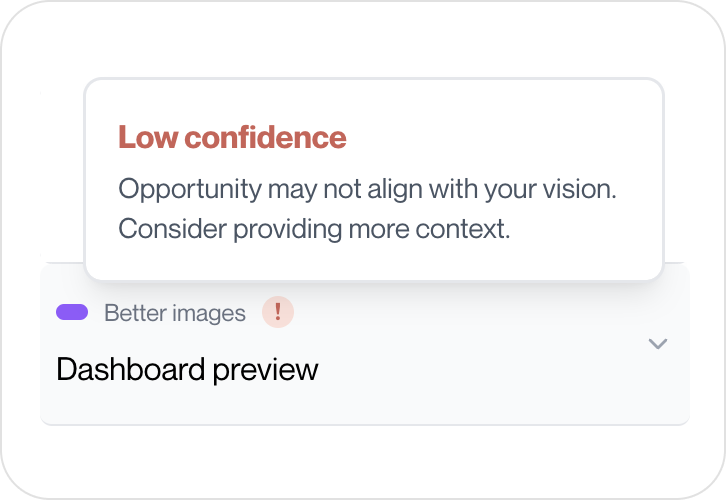 Low confidence
Opportunity may not align with your vision.
Consider providing more context.
Better images !
Dashboard preview